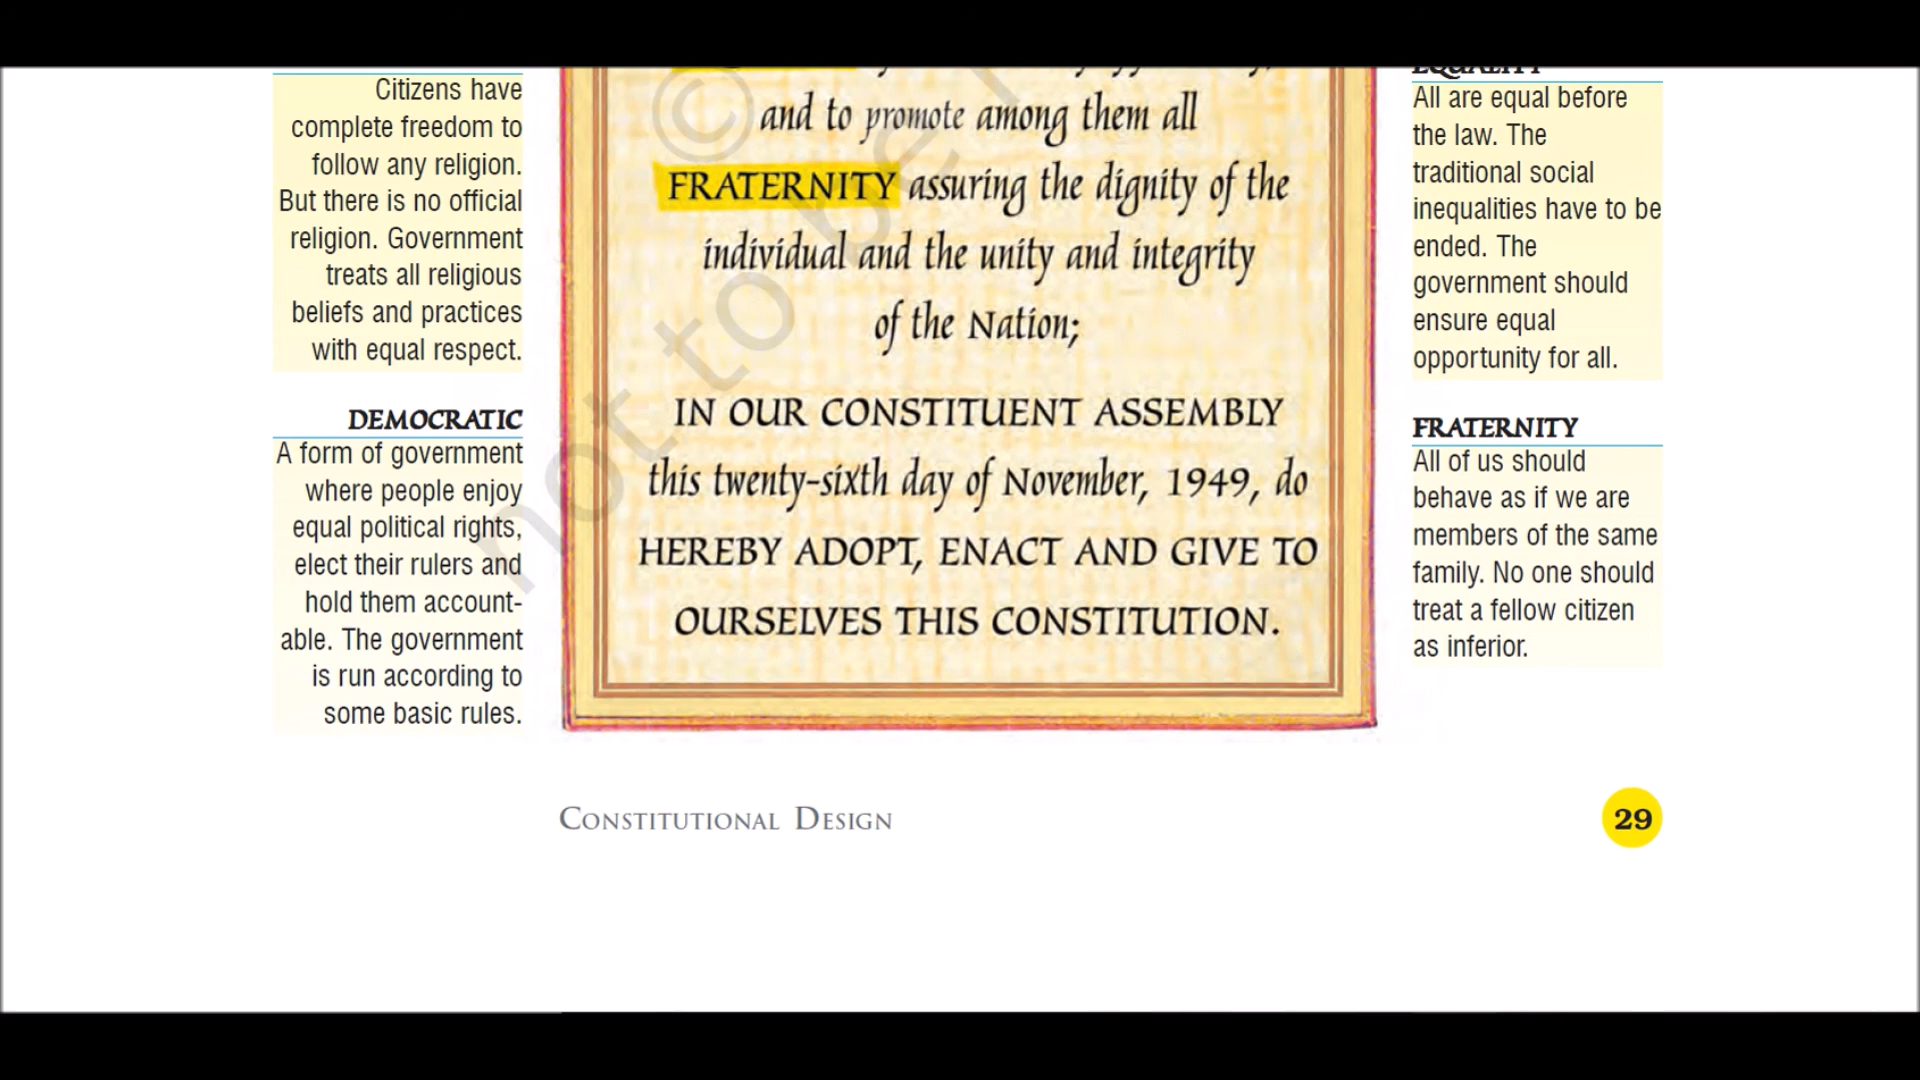 Citizens have
complete freedom to
follow any religion.
But there is no official
religion. Government
treats all religious
beliefs and practices
with equal respect.
DEMOCRATIC
A form of government
where people enjoy
equal political rights,
elect their rulers and
hold them account-
able. The government
is run according to
some basic rules.
and to promote among them all
FRATERNITY assuring the dignity of the
individual and the unity and integrity
of the Nation;
IN OUR CONSTITUENT ASSEMBLY
this twenty-sixth day of November, 1949, do
HEREBY ADOPT, ENACT AND GIVE TO
OURSELVES THIS CONSTITUTION.
EQUALITY
All are equal before
the law. The
traditional social
inequalities have to be
ended. The
government should
ensure equal
opportunity for all.
FRATERNITY
All of us should
behave as if we are
members of the same
family. No one should
treat a fellow citizen
as inferior.
© not to be r
CONSTITUTIONAL DESIGN
29